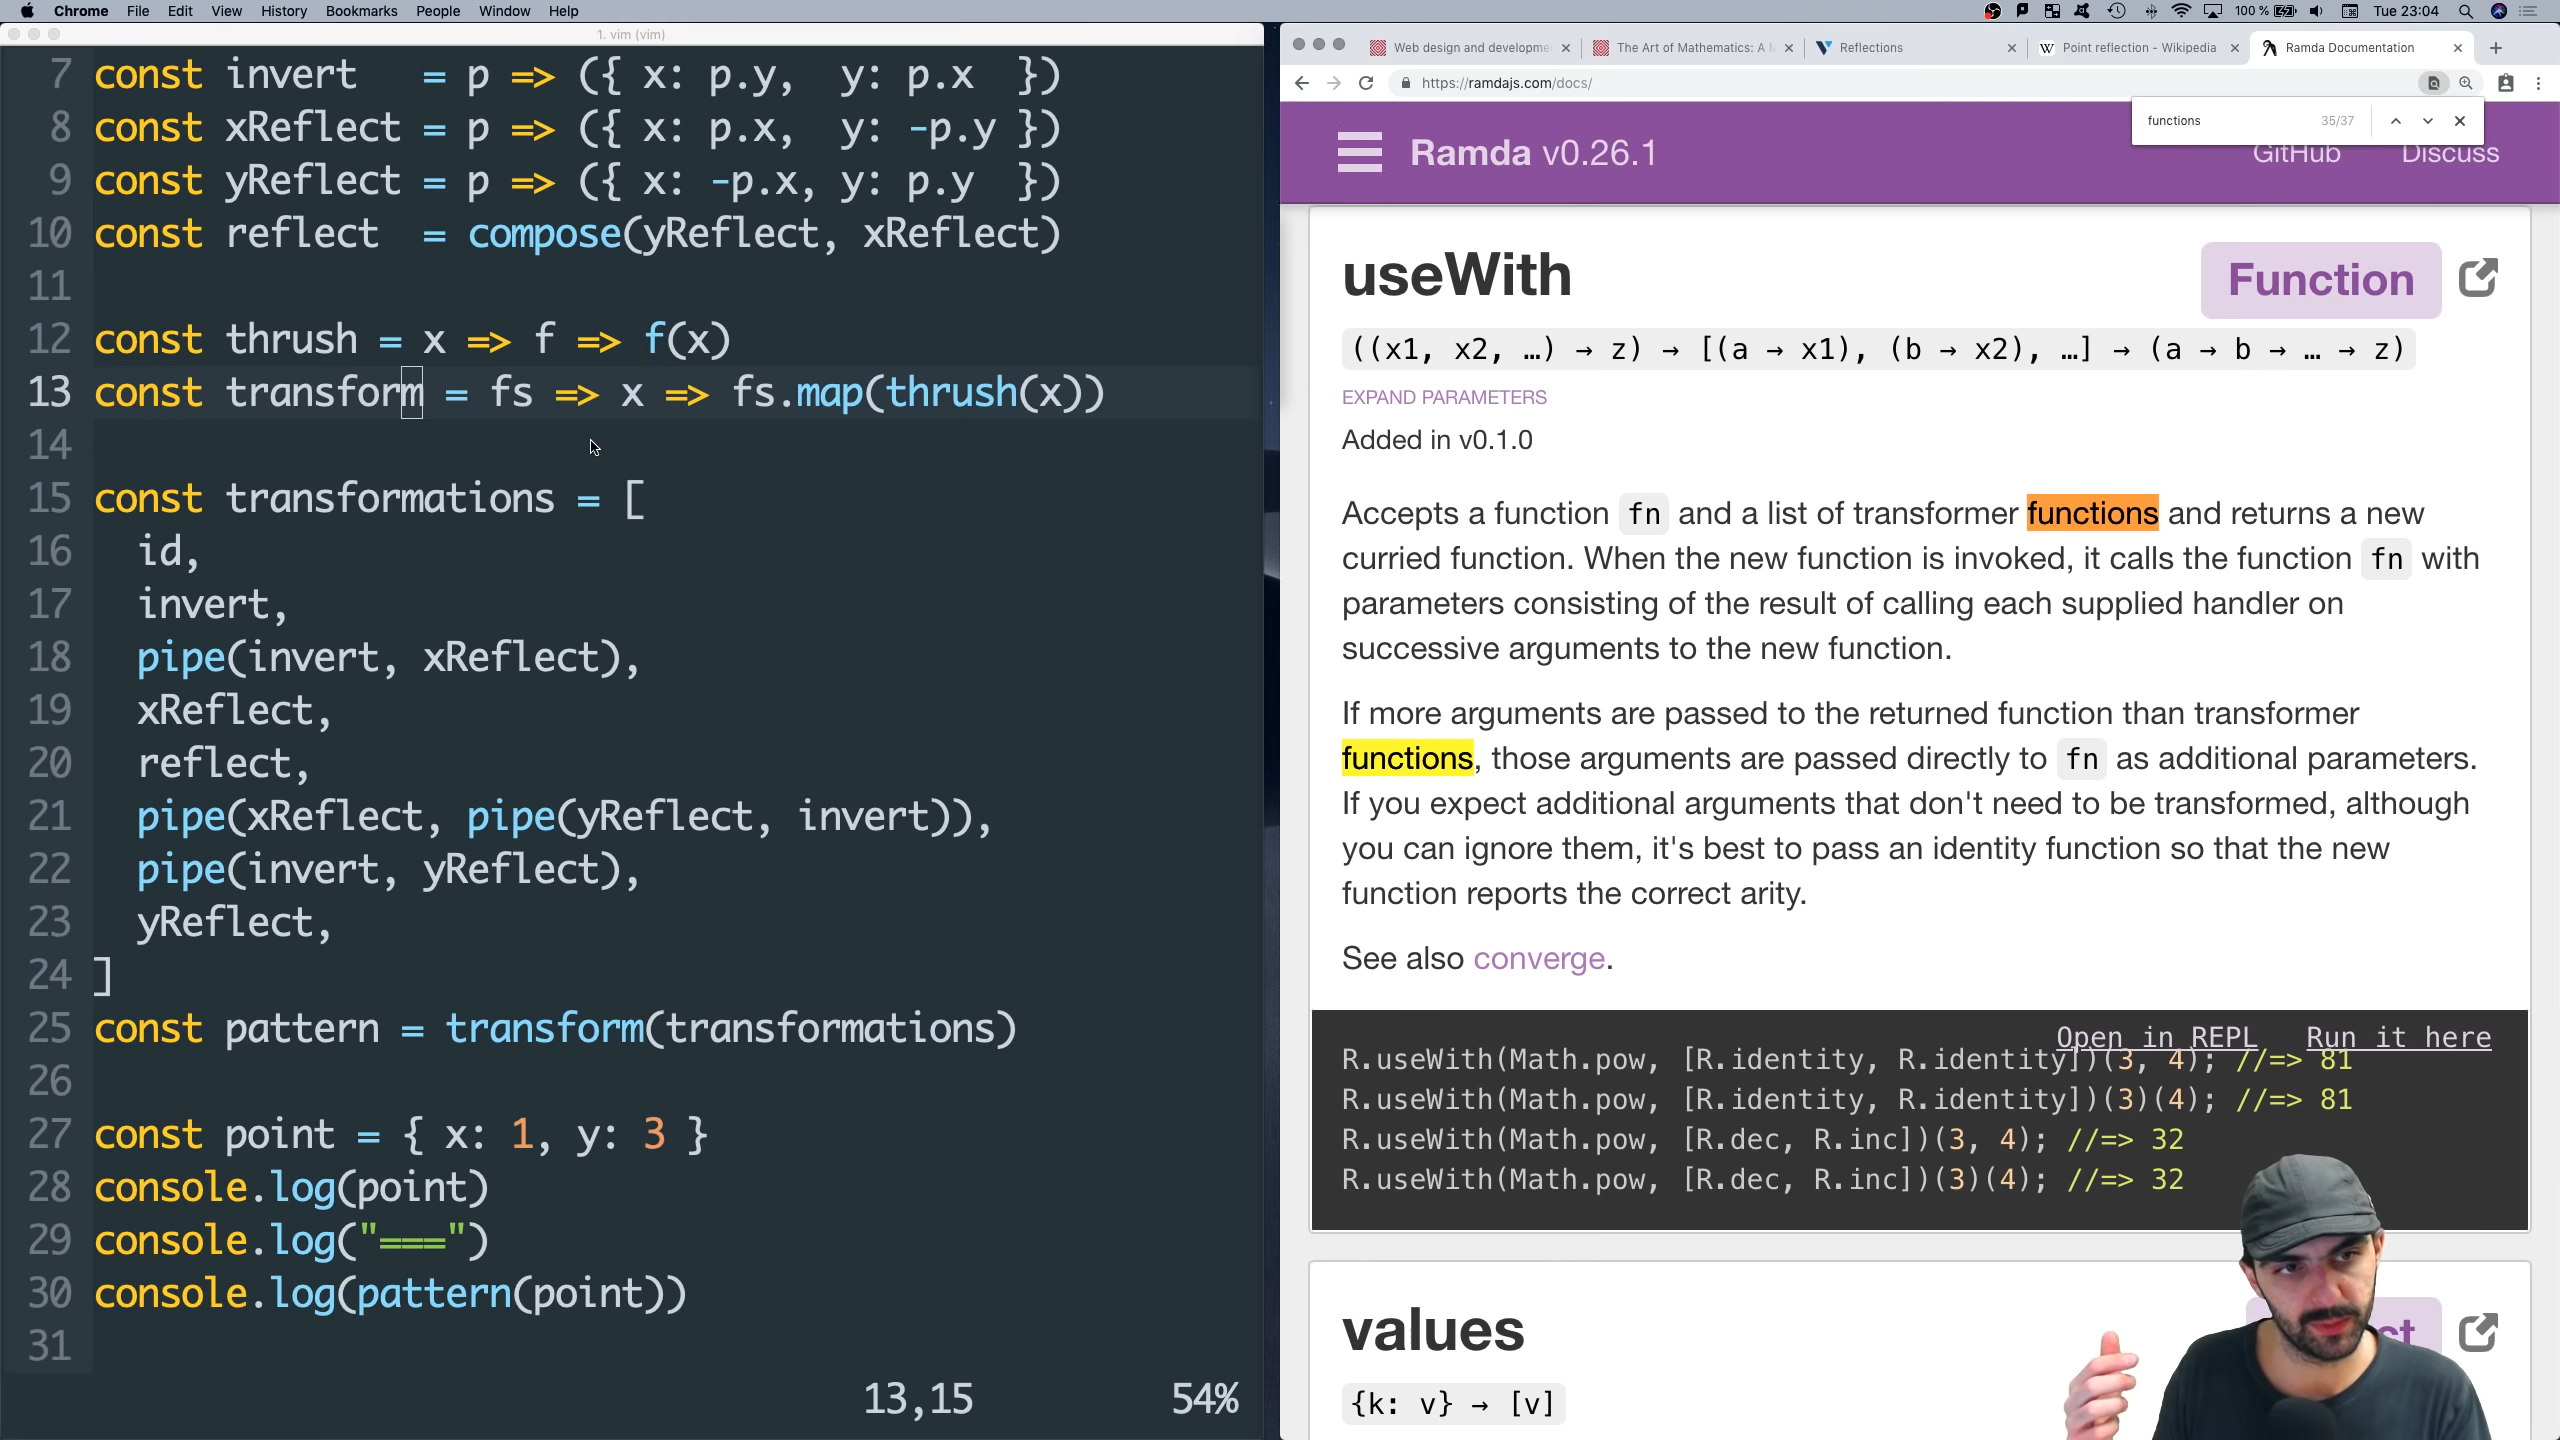 Chrome File Edit View History Bookmarks People Window Help
100 % Tue 23:04
1. vim (vim)
7 const invert   = p => ({ x: p.y,  y: p.x  })
8 const xReflect = p => ({ x: p.x,  y: -p.y })
9 const yReflect = p => ({ x: -p.x, y: p.y  })
10 const reflect  = compose(yReflect, xReflect)
11
12 const thrush = x => f => f(x)
13 const transform = fs => x => fs.map(thrush(x))
14
15 const transformations = [
16   id,
17   invert,
18   pipe(invert, xReflect),
19   xReflect,
20   reflect,
21   pipe(xReflect, pipe(yReflect, invert)),
22   pipe(invert, yReflect),
23   yReflect,
24 ]
25 const pattern = transform(transformations)
26
27 const point = { x: 1, y: 3 }
28 console.log(point)
29 console.log("===")
30 console.log(pattern(point))
31
13,15 54%
Web design and developme
The Art of Mathematics: A
Reflections
Point reflection - Wikipedia
Ramda Documentation
https://ramdajs.com/docs/
functions 35/37
Ramda v0.26.1
GitHub Discuss
useWith
Function
((x1, x2, …) → z) → [(a → x1), (b → x2), …] → (a → b → … → z)
EXPAND PARAMETERS
Added in v0.1.0
Accepts a function fn and a list of transformer functions and returns a new
curried function. When the new function is invoked, it calls the function fn with
parameters consisting of the result of calling each supplied handler on
successive arguments to the new function.
If more arguments are passed to the returned function than transformer
functions, those arguments are passed directly to fn as additional parameters.
If you expect additional arguments that don't need to be transformed, although
you can ignore them, it's best to pass an identity function so that the new
function reports the correct arity.
See also converge.
Open in REPL Run it here
R.useWith(Math.pow, [R.identity, R.identity])(3, 4); //=> 81
R.useWith(Math.pow, [R.identity, R.identity])(3)(4); //=> 81
R.useWith(Math.pow, [R.dec, R.inc])(3, 4); //=> 32
R.useWith(Math.pow, [R.dec, R.inc])(3)(4); //=> 32
values
{k: v} → [v]